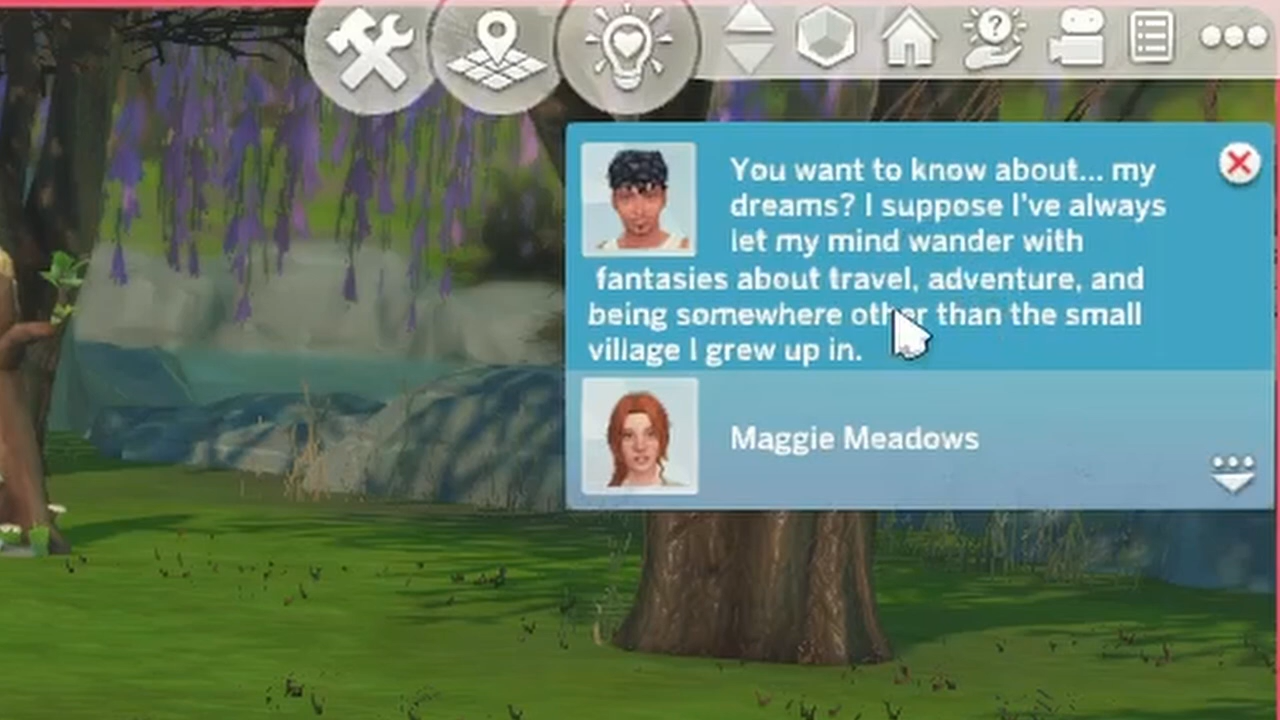 You want to know about... my
dreams? I suppose I've always
let my mind wander with
fantasies about travel, adventure, and
being somewhere other than the small
village I grew up in.
Maggie Meadows